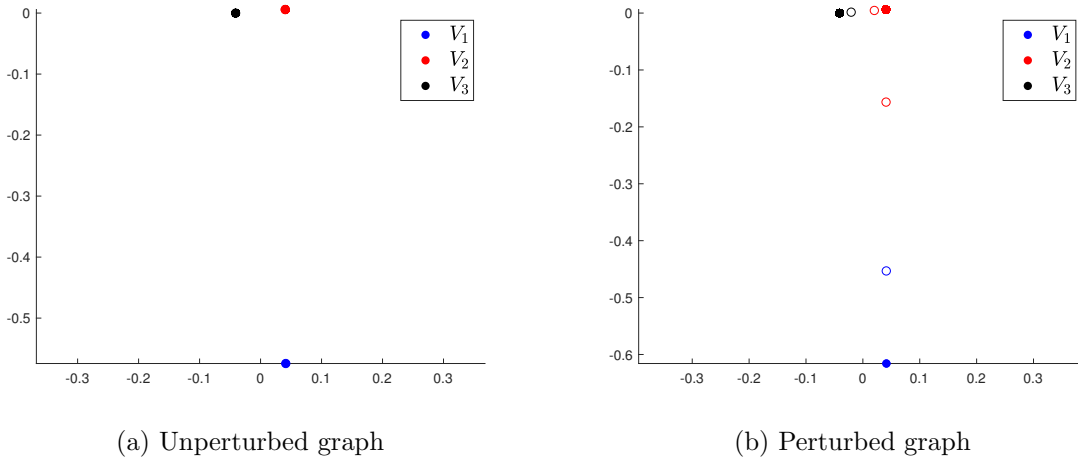 0
-0.1
-0.2
-0.3
-0.4
-0.5
-0.3 -0.2 -0.1 0 0.1 0.2 0.3
V₁
V₂
V₃
(a) Unperturbed graph
0
-0.1
-0.2
-0.3
-0.4
-0.5
-0.6
-0.3 -0.2 -0.1 0 0.1 0.2 0.3
V₁
V₂
V₃
(b) Perturbed graph